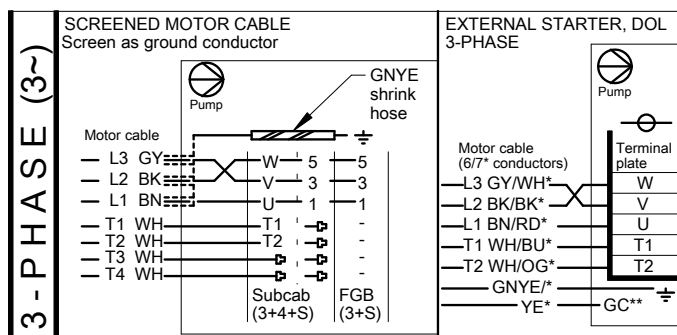 3 - PHASE (3~)
SCREENED MOTOR CABLE
Screen as ground conductor
Pump
GNYE
shrink
hose
Motor cable
L3 GY W 5 5
L2 BK V 3 3
L1 BN U 1 1
T1 WH T1 -
T2 WH T2 -
T3 WH -
T4 WH -
Subcab FGB
(3+4+S) (3+S)
EXTERNAL STARTER, DOL
3-PHASE
Pump
Motor cable
(6/7* conductors)
Terminal
plate
L3 GY/WH* W
L2 BK/BK* V
L1 BN/RD* U
T1 WH/BU* T1
T2 WH/OG* T2
GNYE/*
YE* GC**